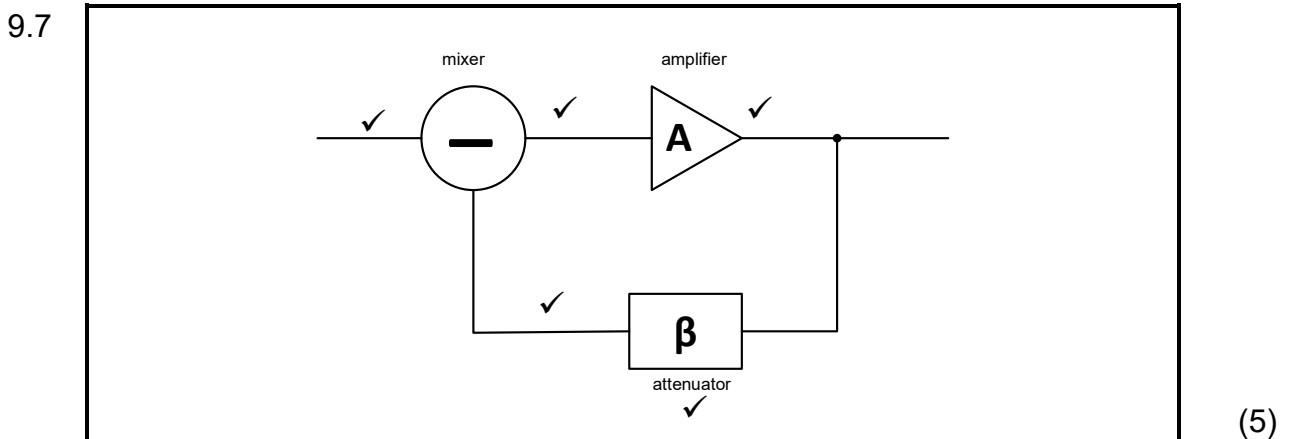 9.7
mixer amplifier
✓ ✓ ✓
− A
✓
β
attenuator
✓
(5)